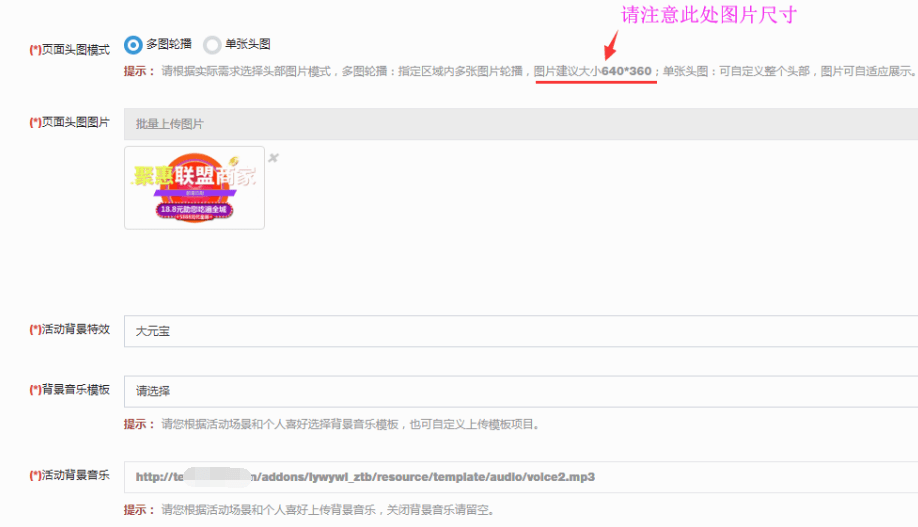 请注意此处图片尺寸
(*)页面头图模式 多图轮播 单张头图
提示： 请根据实际需求选择头部图片模式，多图轮播：指定区域内多张图片轮播，图片建议大小640*360；单张头图：可自定义整个头部，图片可自适应展示。
(*)页面头图图片 批量上传图片
聚惠联盟商家
18.8元助您吃遍全城
(*)活动背景特效 大元宝
(*)背景音乐模板 请选择
提示： 请您根据活动场景和个人喜好选择背景音乐模板，也可自定义上传模板项目。
(*)活动背景音乐 http://te n/addons/lywywl_ztb/resource/template/audio/voice2.mp3
提示： 请您根据活动场景和个人喜好上传背景音乐，关闭背景音乐请留空。